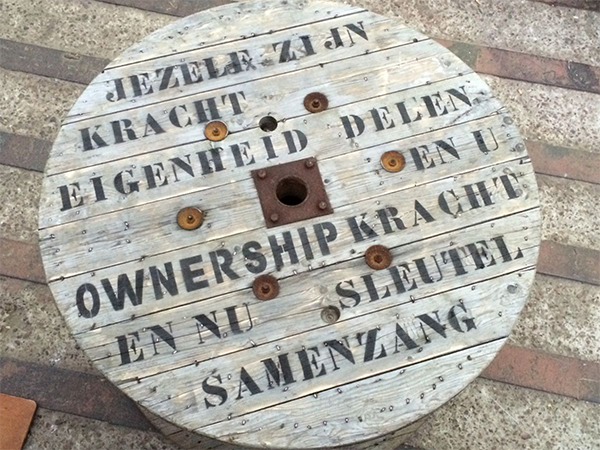 JEZELF ZIJN
KRACHT
EIGENHEID DELEN
EN U
OWNERSHIP KRACHT
EN NU SLEUTEL
SAMENZANG